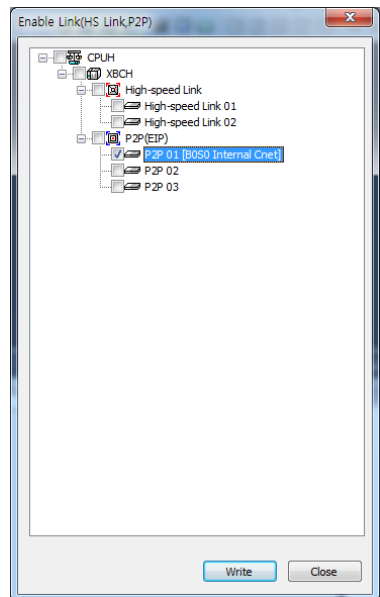 Enable Link(HS Link,P2P)
CPUH
XBCH
High-speed Link
High-speed Link 01
High-speed Link 02
P2P(EIP)
P2P 01 [B0S0 Internal Cnet]
P2P 02
P2P 03
Write
Close